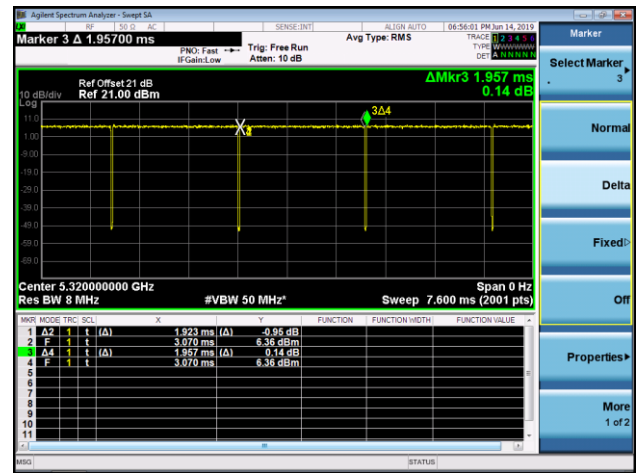 Agilent Spectrum Analyzer - Swept SA
LXI RF 50 Ω AC SENSE:INT ALIGN AUTO 06:56:01 PM Jun 14, 2019
Marker 3 Δ 1.95700 ms
PNO: Fast Trig: Free Run Avg Type: RMS TRACE 1 2 3 4 5 6
TYPE WWWWWW
IFGain:Low Atten: 10 dB DET A N N N N N
Marker
Select Marker
3
Normal
Delta
Fixed
Off
Properties
More
1 of 2
ΔMkr3 1.957 ms
0.14 dB
Ref Offset 21 dB
10 dB/div Ref 21.00 dBm
Log
11.0
1.00
-9.00
-19.0
-29.0
-39.0
-49.0
-59.0
-69.0
3Δ4
Center 5.320000000 GHz Span 0 Hz
Res BW 8 MHz #VBW 50 MHz* Sweep 7.600 ms (2001 pts)
MKR MODE TRC SCL X Y FUNCTION FUNCTION WIDTH FUNCTION VALUE
1 Δ2 1 t (Δ) 1.923 ms (Δ) -0.95 dB
2 F 1 t 3.070 ms 6.36 dBm
3 Δ4 1 t (Δ) 1.957 ms (Δ) 0.14 dB
4 F 1 t 3.070 ms 6.36 dBm
5
6
7
8
9
10
11
MSG STATUS